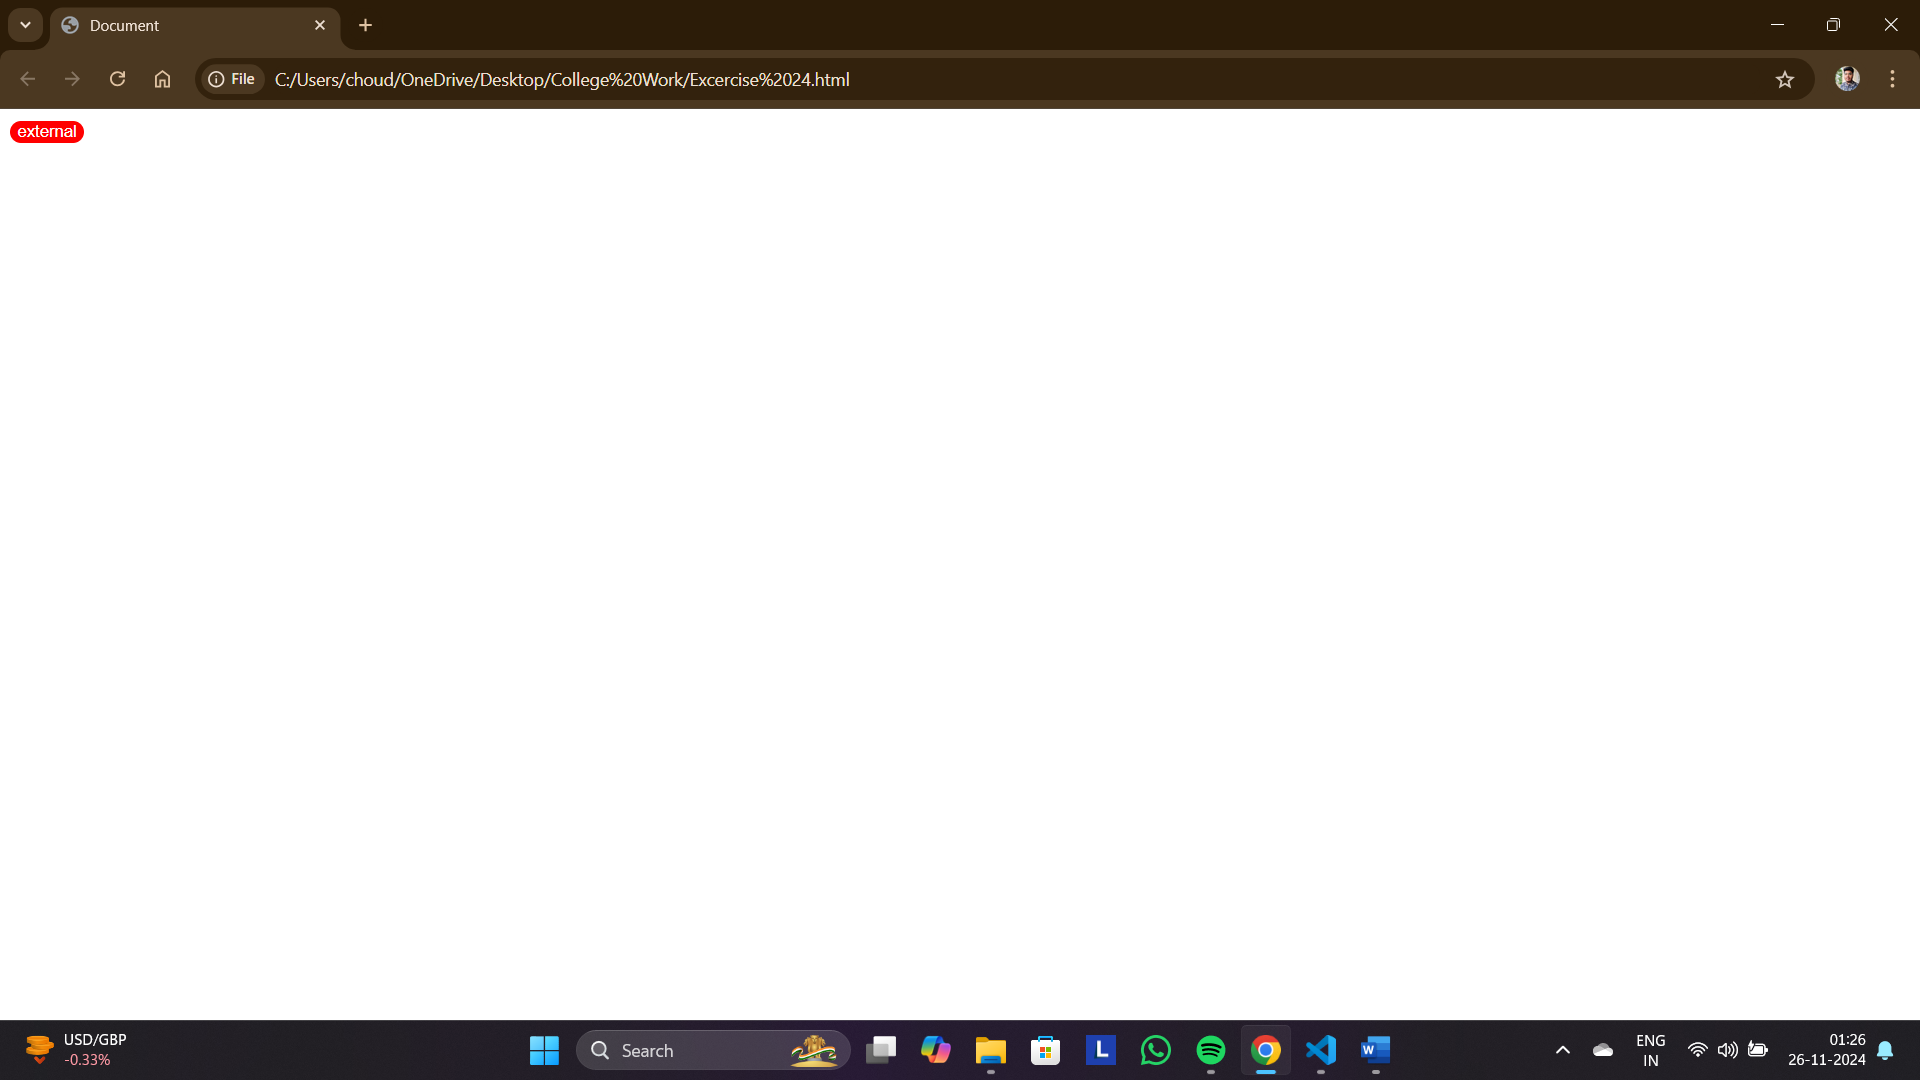 Document
File
C:/Users/choud/OneDrive/Desktop/College%20Work/Excercise%2024.html
external
USD/GBP
-0.33%
Search
L
W
ENG
IN
01:26
26-11-2024